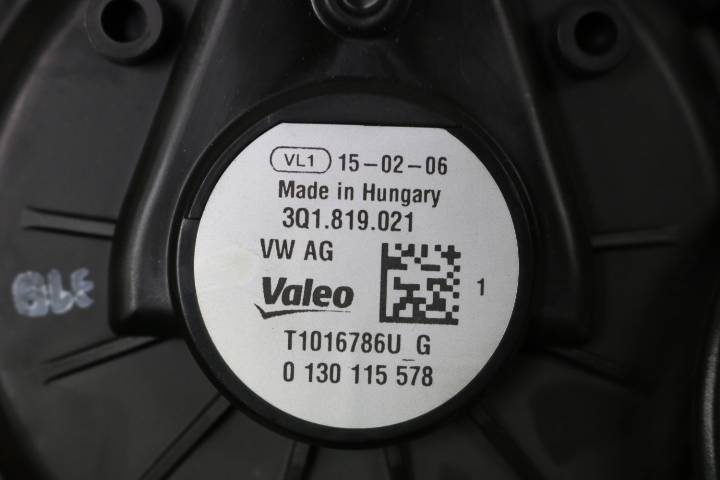 VL1 15-02-06
Made in Hungary
3Q1.819.021
VW AG
Valeo
1
T1016786U_G
0 130 115 578